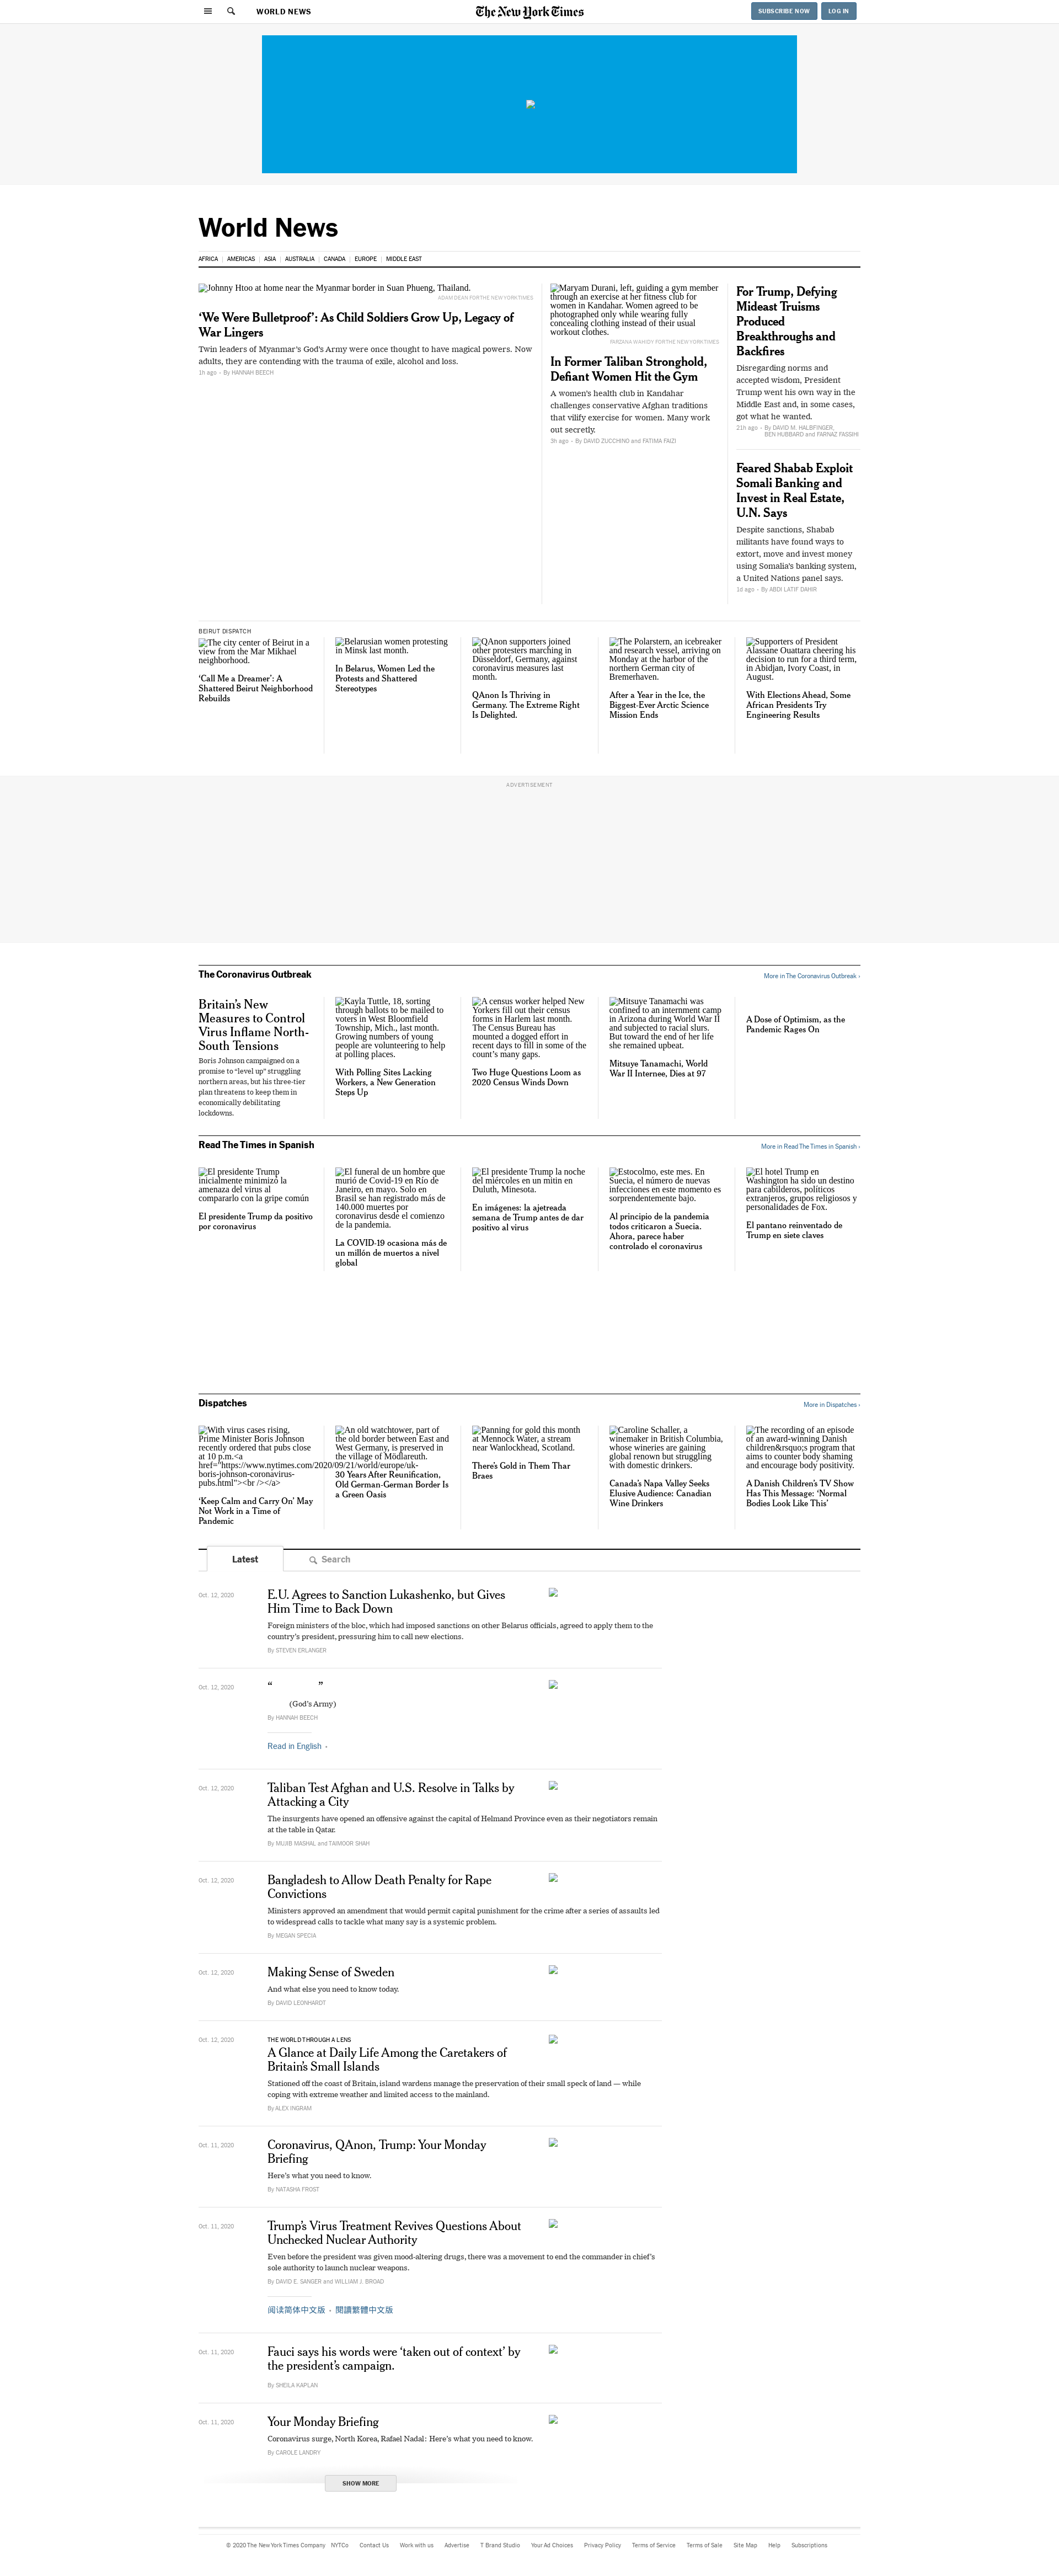 WORLD NEWS
The New York Times
SUBSCRIBE NOW
LOG IN
World News
AFRICA
AMERICAS
ASIA
AUSTRALIA
CANADA
EUROPE
MIDDLE EAST
Johnny Htoo at home near the Myanmar border in Suan Phueng, Thailand.
ADAM DEAN FOR THE NEW YORK TIMES
‘We Were Bulletproof’: As Child Soldiers Grow Up, Legacy of
War Lingers
Twin leaders of Myanmar’s God’s Army were once thought to have magical powers. Now
adults, they are contending with the trauma of exile, alcohol and loss.
1h ago - By HANNAH BEECH
Maryam Durani, left, guiding a gym member
through an exercise at her fitness club for
women in Kandahar. Women agreed to be
photographed only while wearing fully
concealing clothing instead of their usual
workout clothes.
FARZANA WAHIDY FOR THE NEW YORK TIMES
In Former Taliban Stronghold,
Defiant Women Hit the Gym
A women’s health club in Kandahar
challenges conservative Afghan traditions
that vilify exercise for women. Many work
out secretly.
3h ago - By DAVID ZUCCHINO and FATIMA FAIZI
For Trump, Defying
Mideast Truisms
Produced
Breakthroughs and
Backfires
Disregarding norms and
accepted wisdom, President
Trump went his own way in the
Middle East and, in some cases,
got what he wanted.
21h ago - By DAVID M. HALBFINGER,
BEN HUBBARD and FARNAZ FASSIHI
Feared Shabab Exploit
Somali Banking and
Invest in Real Estate,
U.N. Says
Despite sanctions, Shabab
militants have found ways to
extort, move and invest money
using Somalia’s banking system,
a United Nations panel says.
1d ago - By ABDI LATIF DAHIR
BEIRUT DISPATCH
The city center of Beirut in a
view from the Mar Mikhael
neighborhood.
‘Call Me a Dreamer’: A
Shattered Beirut Neighborhood
Rebuilds
Belarusian women protesting
in Minsk last month.
In Belarus, Women Led the
Protests and Shattered
Stereotypes
QAnon supporters joined
other protesters marching in
Düsseldorf, Germany, against
coronavirus measures last
month.
QAnon Is Thriving in
Germany. The Extreme Right
Is Delighted.
The Polarstern, an icebreaker
and research vessel, arriving on
Monday at the harbor of the
northern German city of
Bremerhaven.
After a Year in the Ice, the
Biggest-Ever Arctic Science
Mission Ends
Supporters of President
Alassane Ouattara cheering his
decision to run for a third term,
in Abidjan, Ivory Coast, in
August.
With Elections Ahead, Some
African Presidents Try
Engineering Results
ADVERTISEMENT
The Coronavirus Outbreak
More in The Coronavirus Outbreak ›
Britain’s New
Measures to Control
Virus Inflame North-
South Tensions
Boris Johnson campaigned on a
promise to “level up” struggling
northern areas, but his three-tier
plan threatens to keep them in
economically debilitating
lockdowns.
Kayla Tuttle, 18, sorting
through ballots to be mailed to
voters in West Bloomfield
Township, Mich., last month.
Growing numbers of young
people are volunteering to help
at polling places.
With Polling Sites Lacking
Workers, a New Generation
Steps Up
A census worker helped New
Yorkers fill out their census
forms in Harlem last month.
The Census Bureau has
mounted a dogged effort in
recent days to fill in some of the
count’s many gaps.
Two Huge Questions Loom as
2020 Census Winds Down
Mitsuye Tanamachi was
confined to an internment camp
in Arizona during World War II
and subjected to racial slurs.
But toward the end of her life
she remained upbeat.
Mitsuye Tanamachi, World
War II Internee, Dies at 97
A Dose of Optimism, as the
Pandemic Rages On
Read The Times in Spanish
More in Read The Times in Spanish ›
El presidente Trump
inicialmente minimizó la
amenaza del virus al
compararlo con la gripe común
El presidente Trump da positivo
por coronavirus
El funeral de un hombre que
murió de Covid-19 en Río de
Janeiro, en mayo. Solo en
Brasil se han registrado más de
140.000 muertes por
coronavirus desde el comienzo
de la pandemia.
La COVID-19 ocasiona más de
un millón de muertos a nivel
global
El presidente Trump la noche
del miércoles en un mitin en
Duluth, Minesota.
En imágenes: la ajetreada
semana de Trump antes de dar
positivo al virus
Estocolmo, este mes. En
Suecia, el número de nuevas
infecciones en este momento es
sorprendentemente bajo.
Al principio de la pandemia
todos criticaron a Suecia.
Ahora, parece haber
controlado el coronavirus
El hotel Trump en
Washington ha sido un destino
para cabilderos, políticos
extranjeros, grupos religiosos y
personalidades de Fox.
El pantano reinventado de
Trump en siete claves
Dispatches
More in Dispatches ›
With virus cases rising,
Prime Minister Boris Johnson
recently ordered that pubs close
at 10 p.m.<a
href="https://www.nytimes.com/2020/09/21/world/europe/uk-
boris-johnson-coronavirus-
pubs.html"><br /></a>
‘Keep Calm and Carry On’ May
Not Work in a Time of
Pandemic
An old watchtower, part of
the old border between East and
West Germany, is preserved in
the village of Mödlareuth.
30 Years After Reunification,
Old German-German Border Is
a Green Oasis
Panning for gold this month
at Mennock Water, a stream
near Wanlockhead, Scotland.
There’s Gold in Them Thar
Braes
Caroline Schaller, a
winemaker in British Columbia,
whose wineries are gaining
global renown but struggling
with domestic drinkers.
Canada’s Napa Valley Seeks
Elusive Audience: Canadian
Wine Drinkers
The recording of an episode
of an award-winning Danish
children&rsquo;s program that
aims to counter body shaming
and encourage body positivity.
A Danish Children’s TV Show
Has This Message: ‘Normal
Bodies Look Like This’
Latest
Search
Oct. 12, 2020
E.U. Agrees to Sanction Lukashenko, but Gives
Him Time to Back Down
Foreign ministers of the bloc, which had imposed sanctions on other Belarus officials, agreed to apply them to the
country’s president, pressuring him to call new elections.
By STEVEN ERLANGER
Oct. 12, 2020
“ ”
(God’s Army)
By HANNAH BEECH
Read in English -
Oct. 12, 2020
Taliban Test Afghan and U.S. Resolve in Talks by
Attacking a City
The insurgents have opened an offensive against the capital of Helmand Province even as their negotiators remain
at the table in Qatar.
By MUJIB MASHAL and TAIMOOR SHAH
Oct. 12, 2020
Bangladesh to Allow Death Penalty for Rape
Convictions
Ministers approved an amendment that would permit capital punishment for the crime after a series of assaults led
to widespread calls to tackle what many say is a systemic problem.
By MEGAN SPECIA
Oct. 12, 2020
Making Sense of Sweden
And what else you need to know today.
By DAVID LEONHARDT
Oct. 12, 2020
THE WORLD THROUGH A LENS
A Glance at Daily Life Among the Caretakers of
Britain’s Small Islands
Stationed off the coast of Britain, island wardens manage the preservation of their small speck of land — while
coping with extreme weather and limited access to the mainland.
By ALEX INGRAM
Oct. 11, 2020
Coronavirus, QAnon, Trump: Your Monday
Briefing
Here’s what you need to know.
By NATASHA FROST
Oct. 11, 2020
Trump’s Virus Treatment Revives Questions About
Unchecked Nuclear Authority
Even before the president was given mood-altering drugs, there was a movement to end the commander in chief’s
sole authority to launch nuclear weapons.
By DAVID E. SANGER and WILLIAM J. BROAD
阅读简体中文版 - 閱讀繁體中文版
Oct. 11, 2020
Fauci says his words were ‘taken out of context’ by
the president’s campaign.
By SHEILA KAPLAN
Oct. 11, 2020
Your Monday Briefing
Coronavirus surge, North Korea, Rafael Nadal: Here’s what you need to know.
By CAROLE LANDRY
SHOW MORE
© 2020 The New York Times Company
NYTCo
Contact Us
Work with us
Advertise
T Brand Studio
Your Ad Choices
Privacy Policy
Terms of Service
Terms of Sale
Site Map
Help
Subscriptions